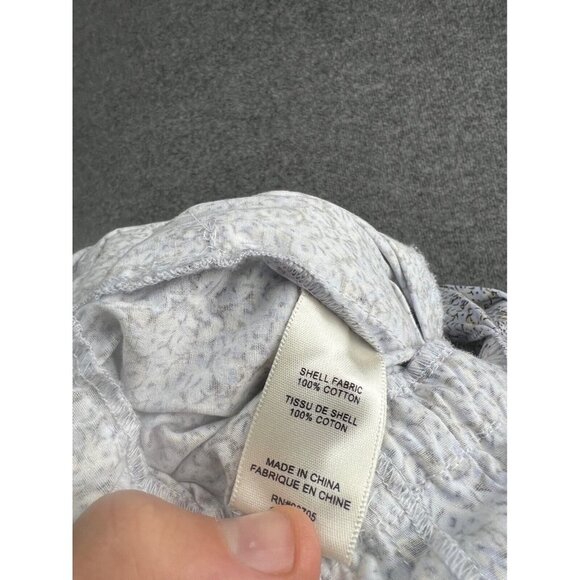 SHELL FABRIC
100% COTTON
TISSU DE SHELL
100% COTON
MADE IN CHINA
FABRIQUE EN CHINE